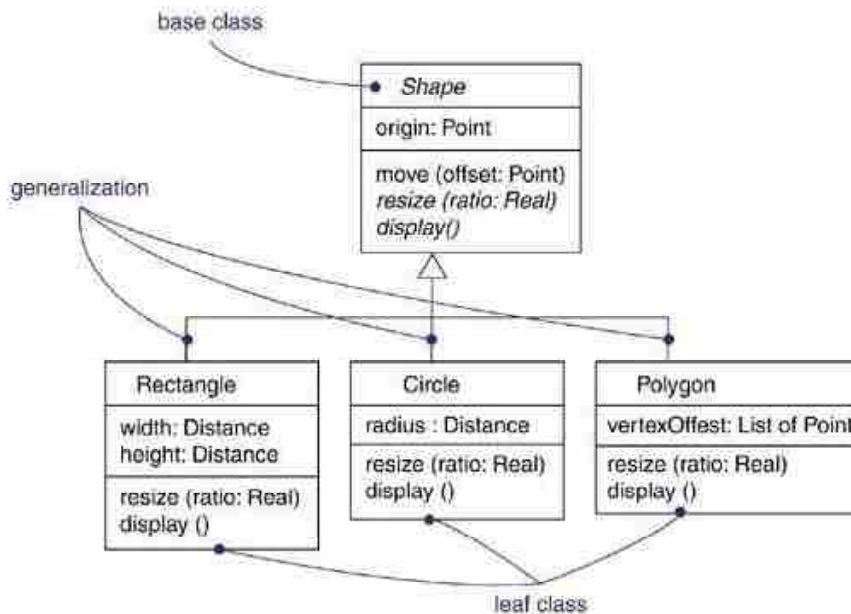 base class
Shape
origin: Point
move (offset: Point)
resize (ratio: Real)
display()
generalization
Rectangle
width: Distance
height: Distance
resize (ratio: Real)
display ()
Circle
radius : Distance
resize (ratio: Real)
display ()
Polygon
vertexOffest: List of Point
resize (ratio: Real)
display ()
leaf class